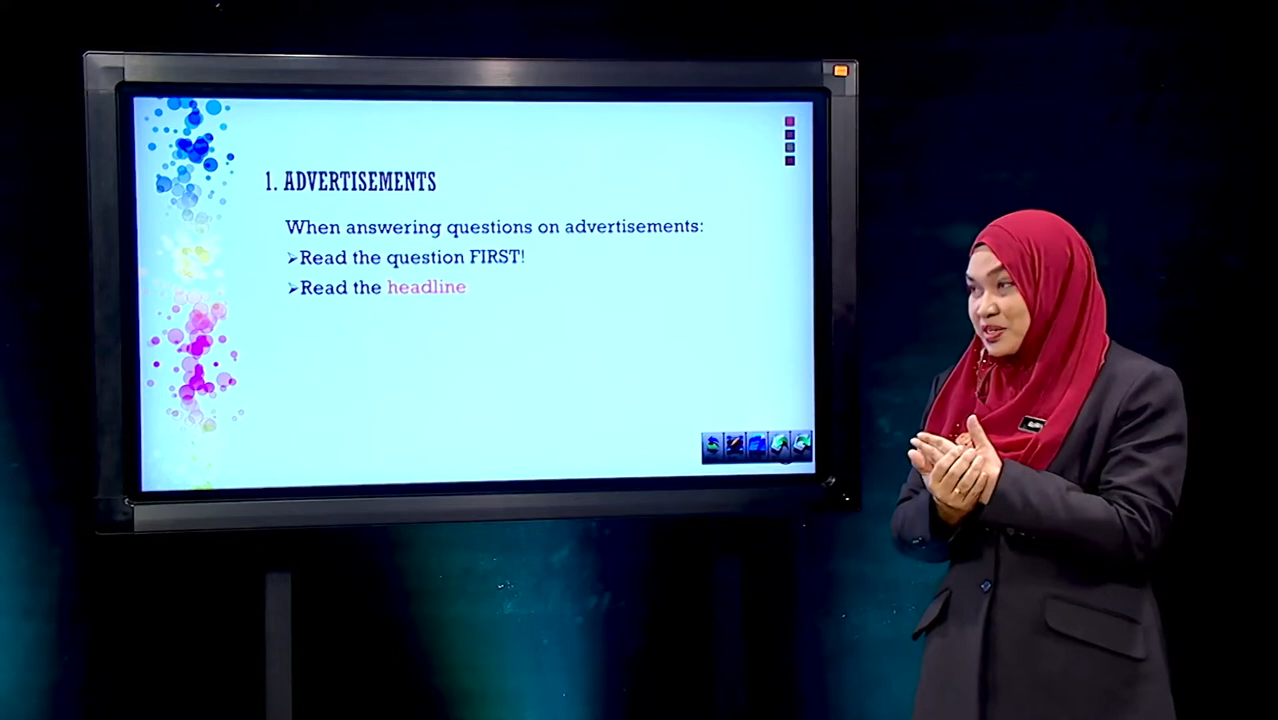 1. ADVERTISEMENTS
When answering questions on advertisements:
➢Read the question FIRST!
➢Read the headline